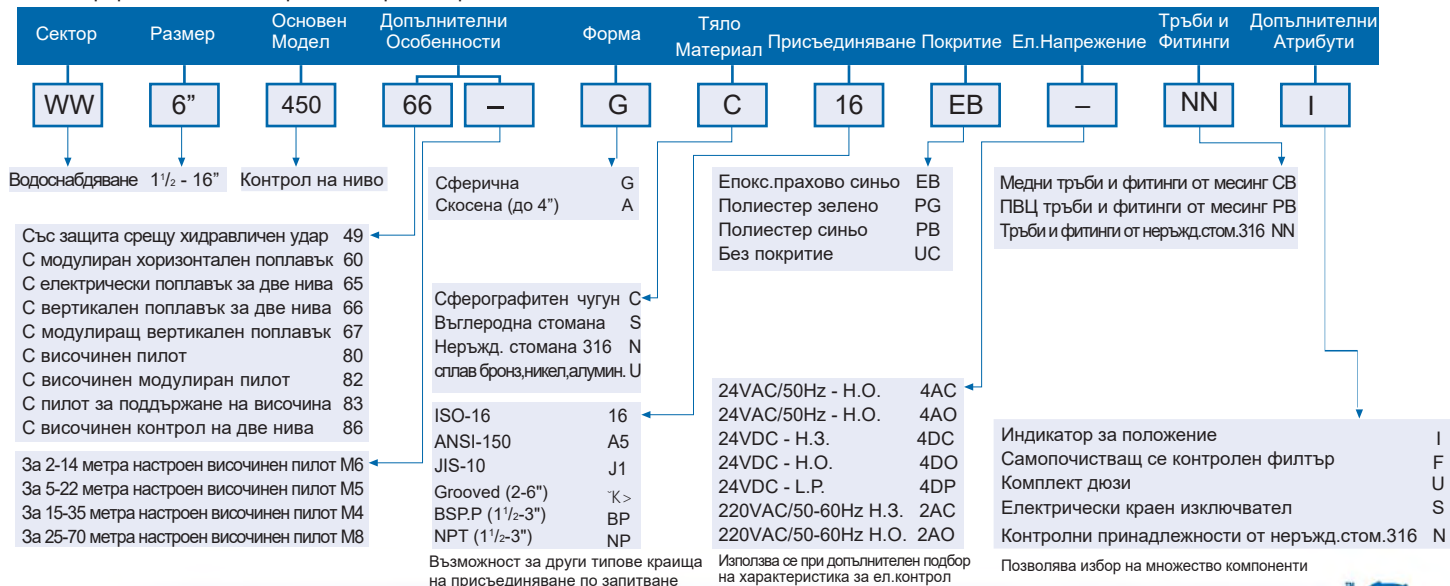 Сектор Размер Основен Модел Допълнителни Особенности Форма Тяло Материал Присъединяване Покритие Ел.Напрежение Тръби и Фитинги Допълнителни Атрибути
WW 6” 450 66 – G C 16 EB – NN I
Водоснабдяване 1 1/2 - 16” Контрол на ниво
Със защита срещу хидравличен удар 49
С модулиран хоризонтален поплавък 60
С електрически поплавък за две нива 65
С вертикален поплавък за две нива 66
С модулиращ вертикален поплавък 67
С височинен пилот 80
С височинен модулиран пилот 82
С пилот за поддържане на височина 83
С височинен контрол на две нива 86
За 2-14 метра настроен височинен пилот M6
За 5-22 метра настроен височинен пилот M5
За 15-35 метра настроен височинен пилот M4
За 25-70 метра настроен височинен пилот M8
Сферична G
Скосена (до 4”) A
Сферографитен чугун C
Въглеродна стомана S
Неръжд. стомана 316 N
сплав бронз,никел,алумин. U
ISO-16 16
ANSI-150 A5
JIS-10 J1
Grooved (2-6") ˇK>
BSP.P (1 1/2-3") BP
NPT (1 1/2-3") NP
Възможност за други типове краища
на присъединяване по запитване
Епокс.прахово синьо EB
Полиестер зелено PG
Полиестер синьо PB
Без покритие UC
24VAC/50Hz - Н.О. 4AC
24VAC/50Hz - Н.О. 4AO
24VDC - Н.З. 4DC
24VDC - Н.О. 4DO
24VDC - L.P. 4DP
220VAC/50-60Hz Н.З. 2AC
220VAC/50-60Hz Н.О. 2AO
Използва се при допълнителен подбор
на характеристика за ел.контрол
Медни тръби и фитинги от месинг CB
ПВЦ тръби и фитинги от месинг PB
Тръби и фитинги от неръжд.стом.316 NN
Индикатор за положение I
Самопочистващ се контролен филтър F
Комплект дюзи U
Електрически краен изключвател S
Контролни принадлежности от неръжд.стом.316 N
Позволява избор на множество компоненти